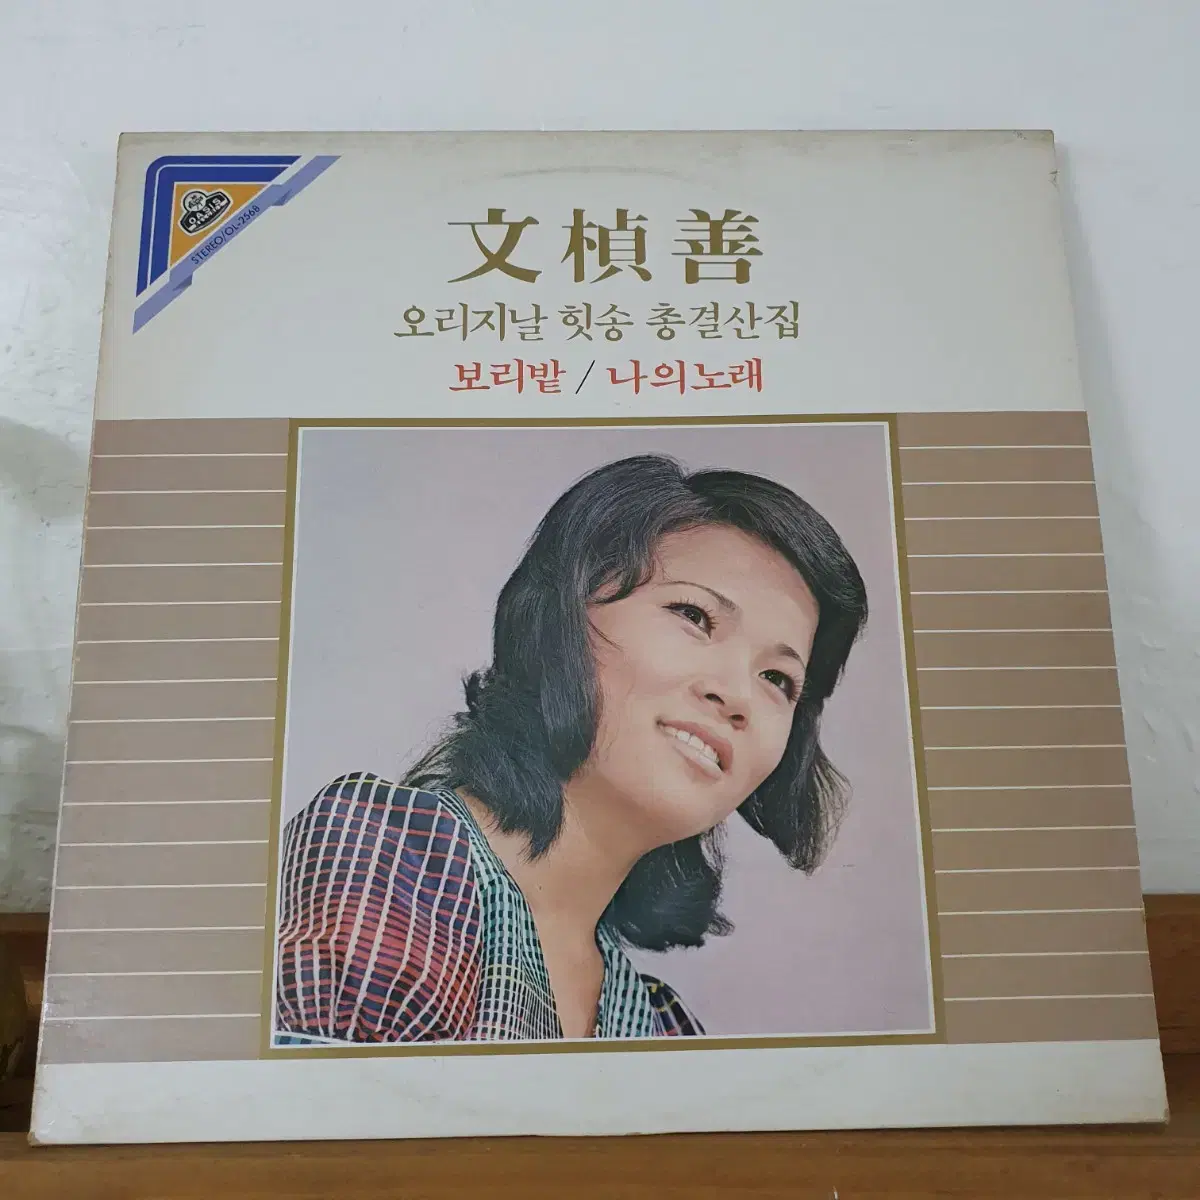 OASIS
STEREO/OL-2568
文楨善
오리지날 힛송 총결산집
보리밭 / 나의노래